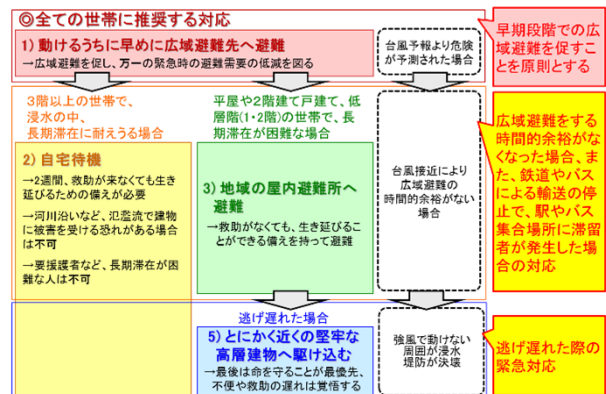 ◎全ての世帯に推奨する対応
1) 動けるうちに早めに広域避難先へ避難
→広域避難を促し、万一の緊急時の避難需要の低減を図る
台風予報より危険
が予測された場合
早期段階での広
域避難を促すこ
とを原則とする
3階以上の世帯で、
浸水の中、
長期滞在に耐えうる場合
2) 自宅待機
→2週間、救助が来なくても生き
延びるための備えが必要
→河川沿いなど、氾濫流で建物
に被害を受ける恐れがある場合
は不可
→要援護者など、長期滞在が困
難な人は不可
平屋や2階建て戸建て、低
層階(1・2階)の世帯で、長
期滞在が困難な場合
3) 地域の屋内避難所へ
避難
→救助がなくても、生き延びるこ
とができる備えを持って避難
台風接近により
広域避難の
時間的余裕がない
場合
広域避難をする
時間的余裕が
なくなった場合、ま
た、鉄道やバス
による輸送の停
止で、駅やバス
集合場所に滞留
者が発生した場
合の対応
逃げ遅れた場合
5) とにかく近くの堅牢な
高層建物へ駆け込む
→最後は命を守ることが最優先、
不便や救助の遅れは覚悟する
強風で動けない
周囲が浸水
堤防が決壊
逃げ遅れた際の
緊急対応